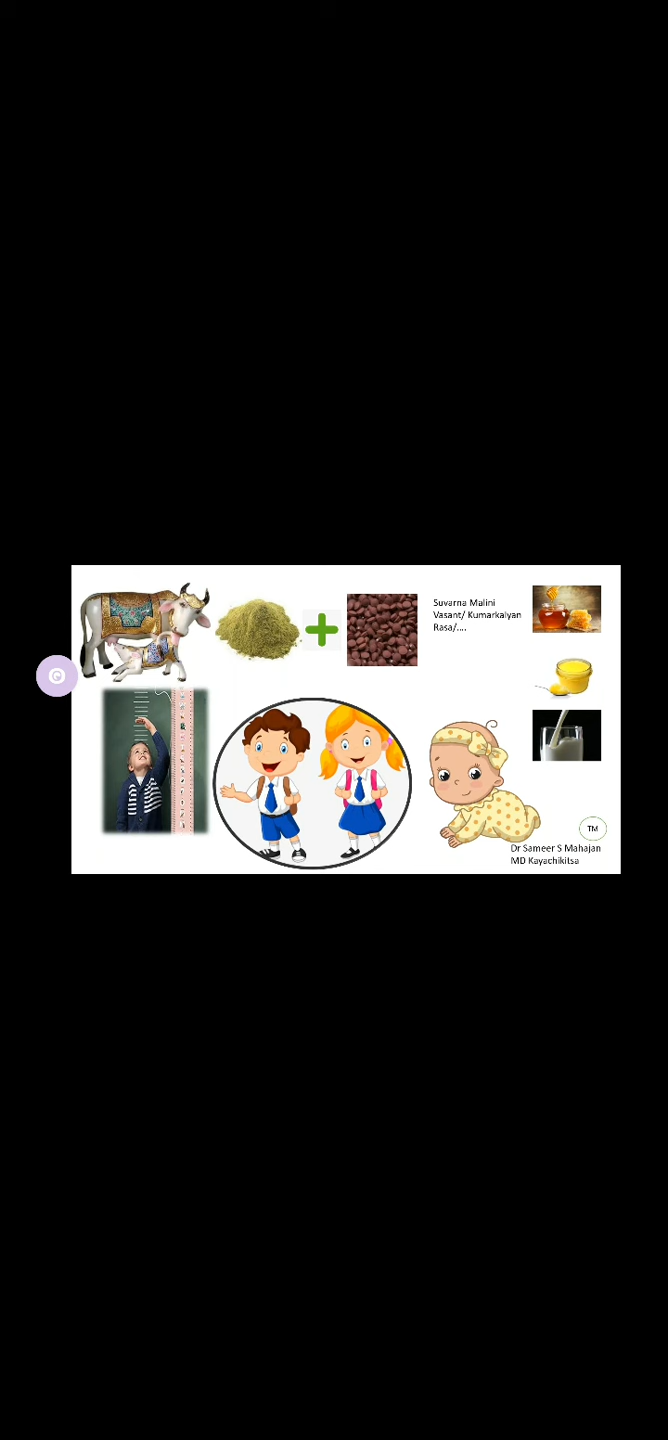 Suvarna Malini
Vasant/ Kumarkalyan
Rasa/....
TM
Dr Sameer S Mahajan
MD Kayachikitsa